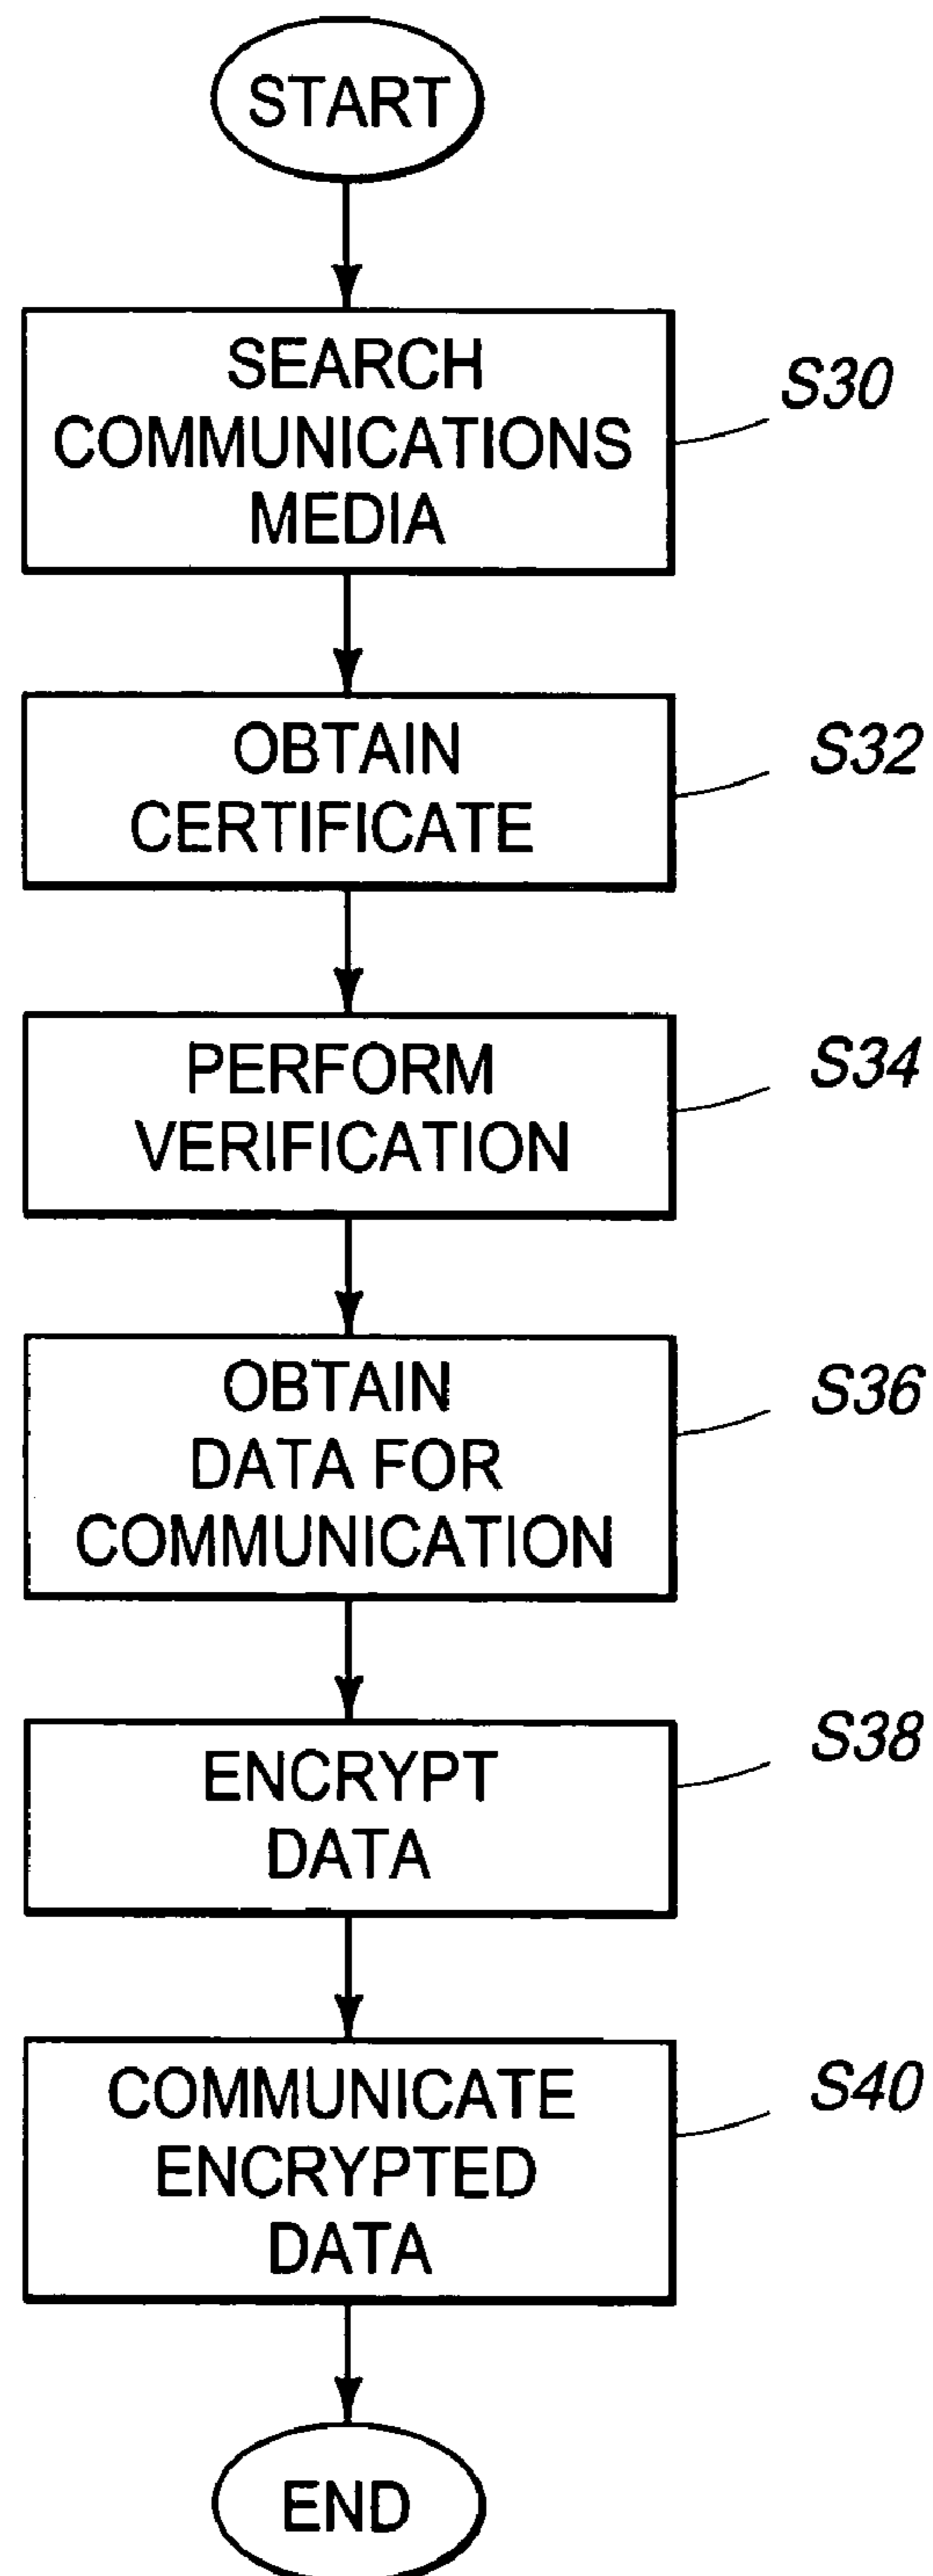 START
SEARCH
COMMUNICATIONS
MEDIA
S30
OBTAIN
CERTIFICATE
S32
PERFORM
VERIFICATION
S34
OBTAIN
DATA FOR
COMMUNICATION
S36
ENCRYPT
DATA
S38
COMMUNICATE
ENCRYPTED
DATA
S40
END